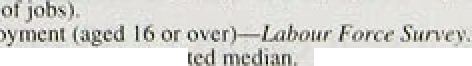 of jobs).
oyment (aged 16 or over)—Labour Force Survey.
ted median.